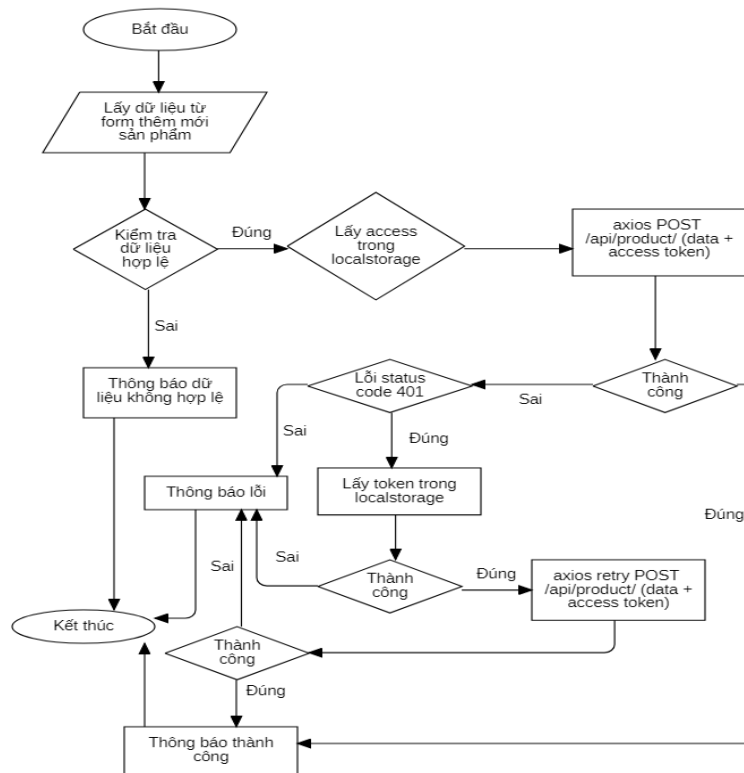 Bắt đầu
Lấy dữ liệu từ
form thêm mới
sản phẩm
Kiểm tra
dữ liệu
hợp lệ
Đúng
Lấy access
trong
localstorage
axios POST
/api/product/ (data +
access token)
Sai
Thông báo dữ
liệu không hợp lệ
Lỗi status
code 401
Sai
Thành
công
Sai
Đúng
Thông báo lỗi
Lấy token trong
localstorage
Đúng
Sai
Sai
Thành
công
Đúng
axios retry POST
/api/product/ (data +
access token)
Kết thúc
Thành
công
Đúng
Thông báo thành
công